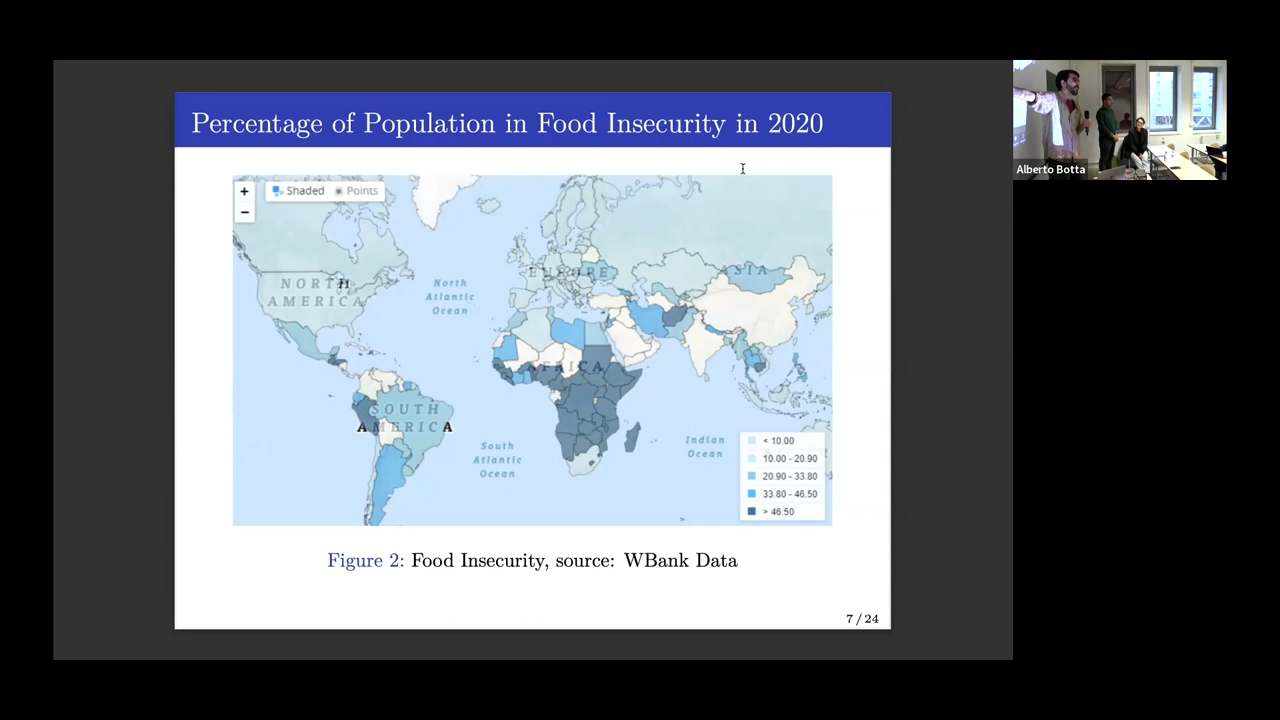 Percentage of Population in Food Insecurity in 2020
+
−
Shaded Points
NORTH
AMERICA
North
Atlantic
Ocean
EUROPE
ASIA
AFRICA
SOUTH
AMERICA
South
Atlantic
Ocean
Indian
Ocean
< 10.00
10.00 - 20.90
20.90 - 33.80
33.80 - 46.50
> 46.50
Figure 2: Food Insecurity, source: WBank Data
7 / 24
Alberto Botta